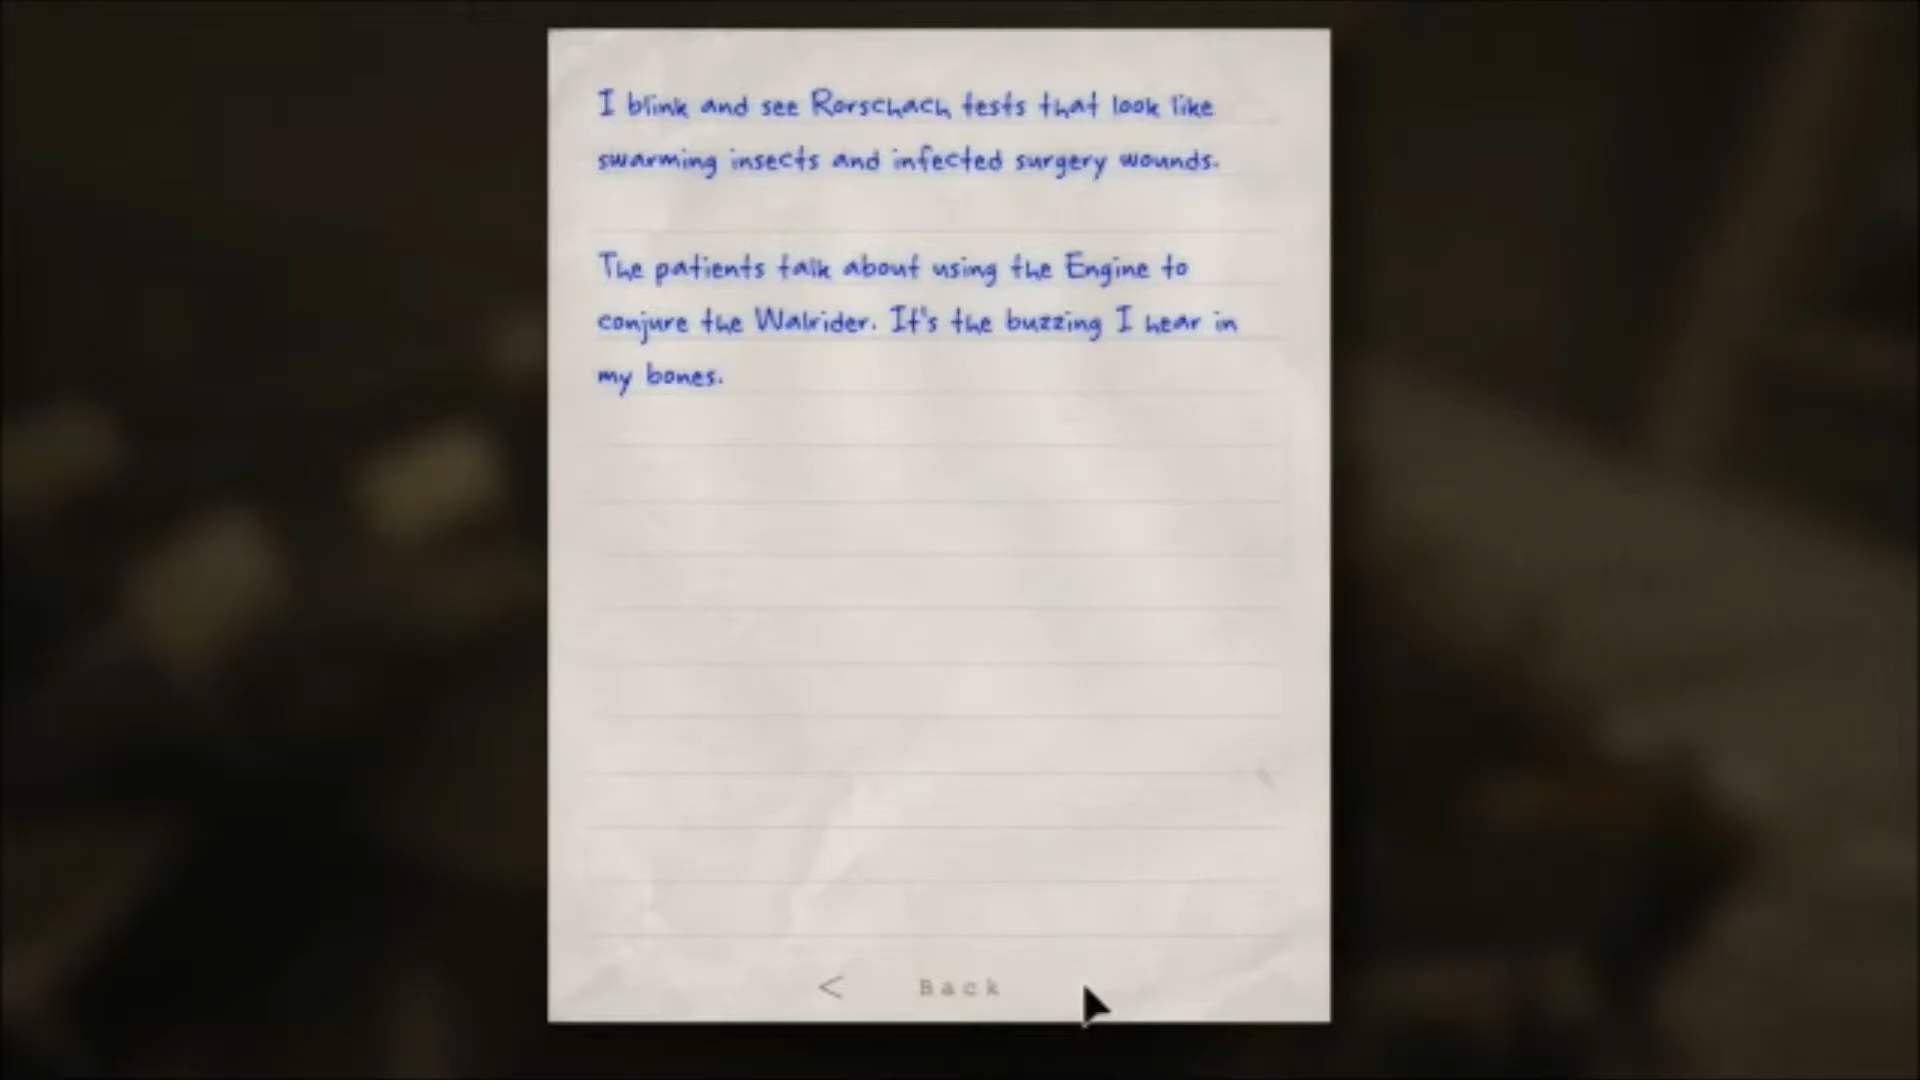 I blink and see Rorschach tests that look like
swarming insects and infected surgery wounds.
The patients talk about using the Engine to
conjure the Walrider. It's the buzzing I hear in
my bones.
< Back